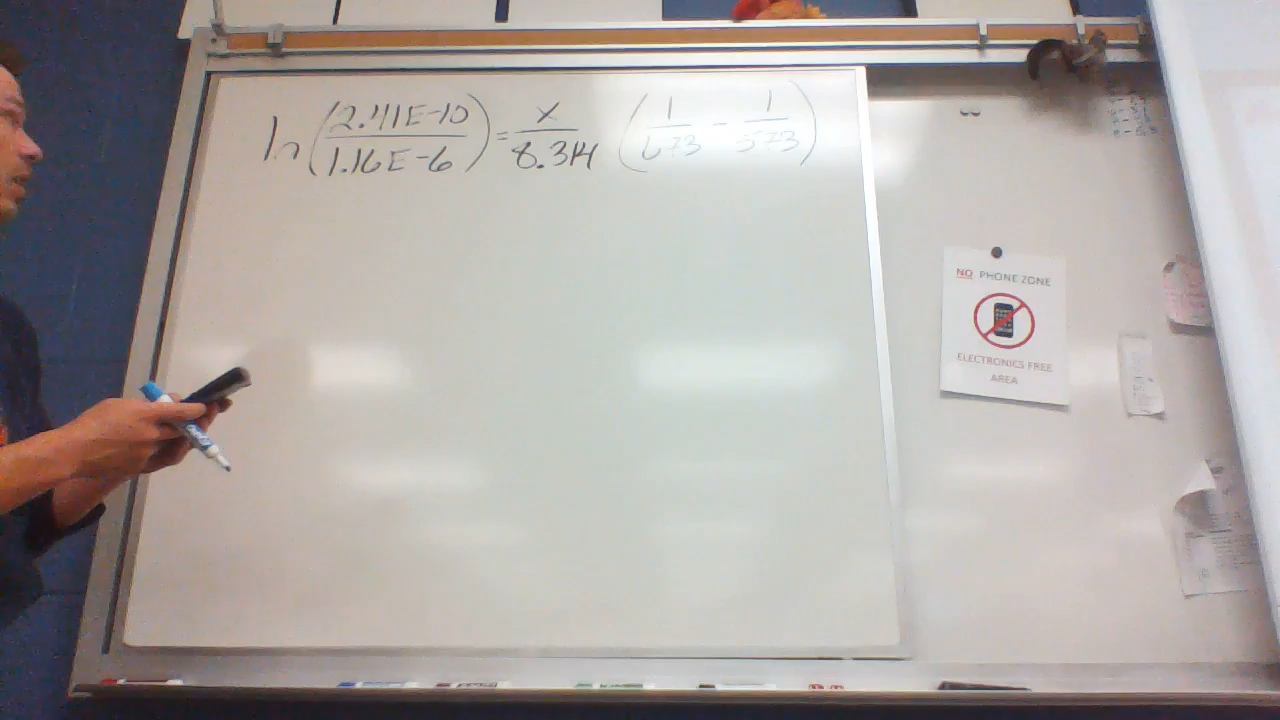 ln(2.41E-10/1.16E-6) = x/8.314 (1/673 - 1/573)
NO PHONE ZONE
ELECTRONICS FREE
AREA